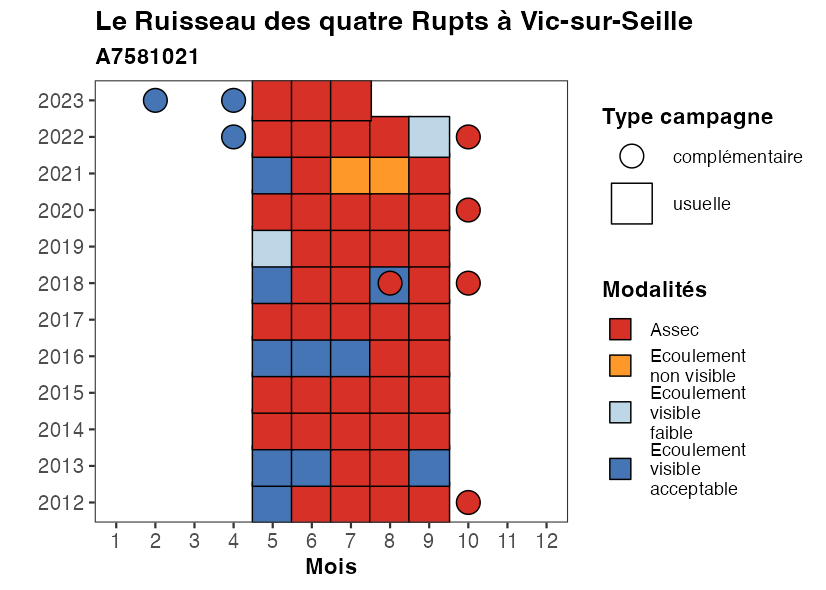 Le Ruisseau des quatre Rupts à Vic-sur-Seille
A7581021
2023
2022
2021
2020
2019
2018
2017
2016
2015
2014
2013
2012
1 2 3 4 5 6 7 8 9 10 11 12
Mois
Type campagne
complémentaire
usuelle
Modalités
Assec
Ecoulement
non visible
Ecoulement
visible
faible
Ecoulement
visible
acceptable